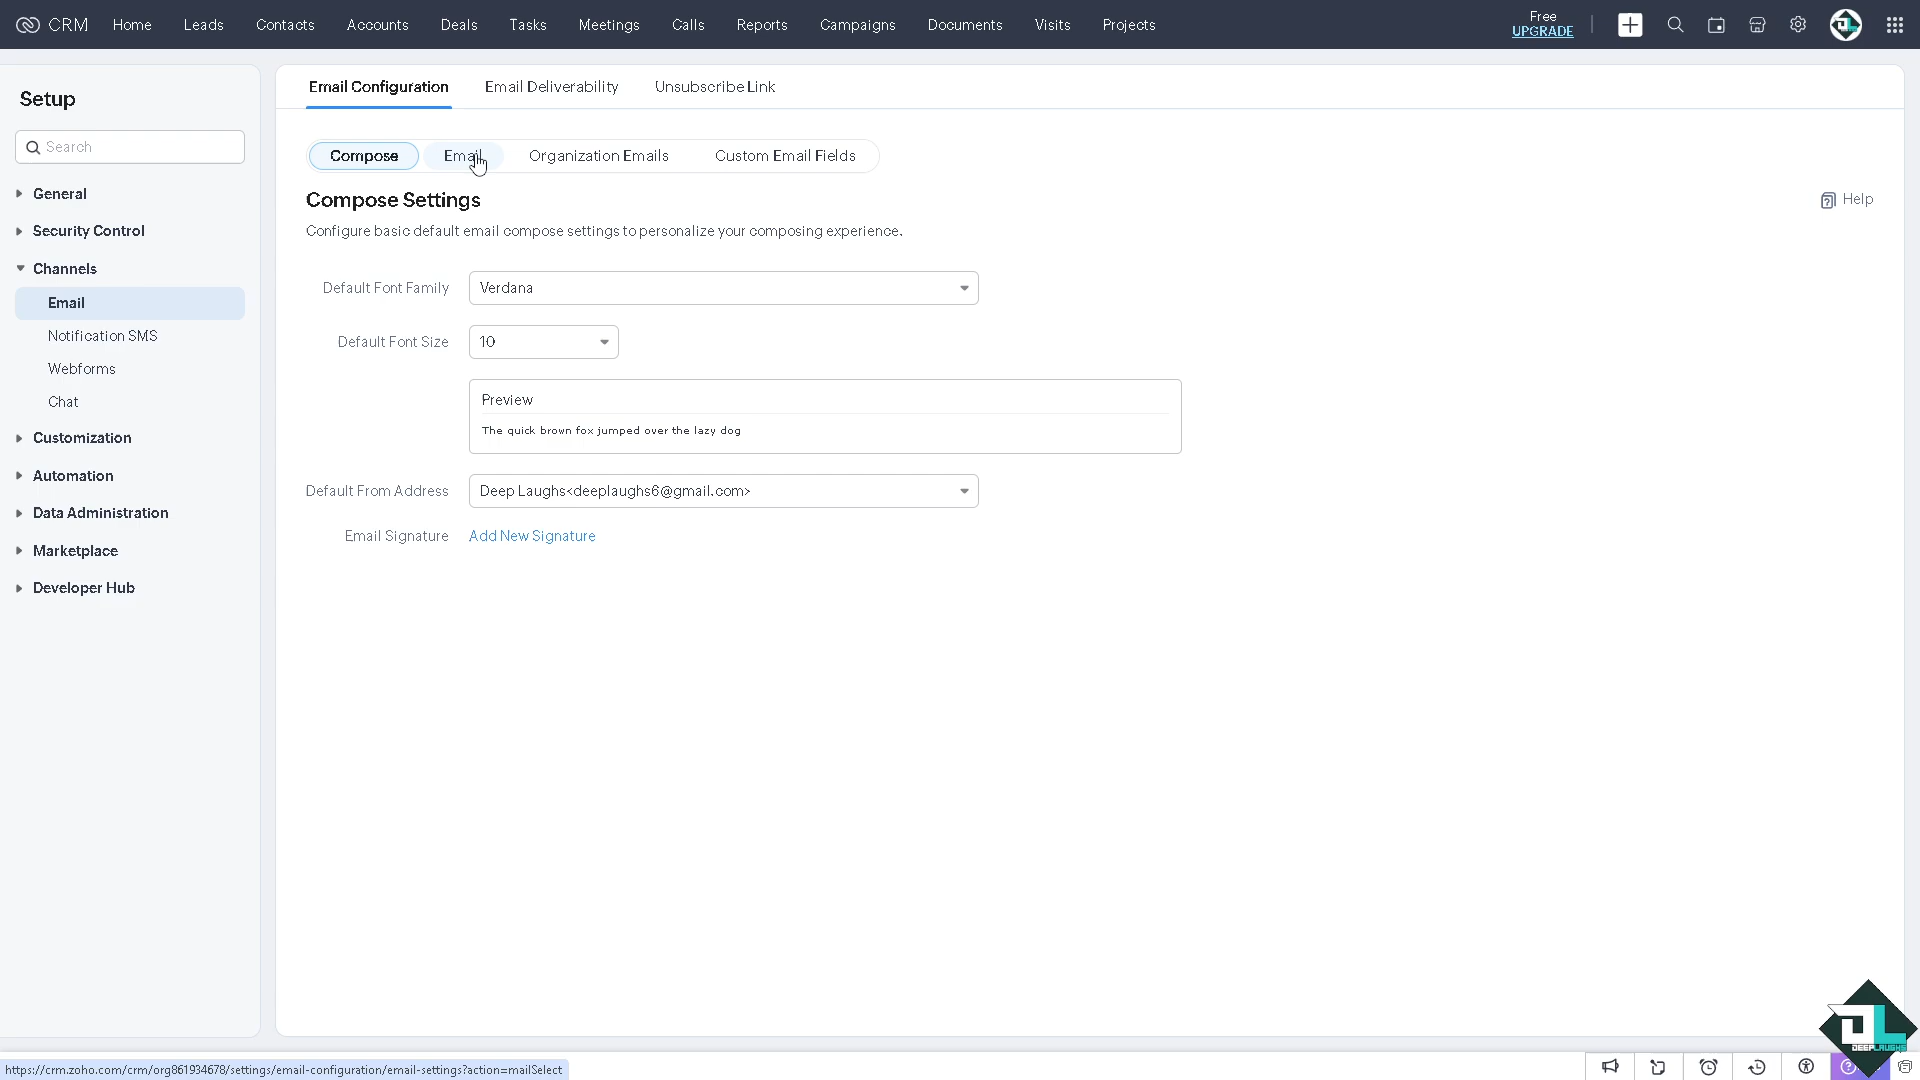 CRM
Home
Leads
Contacts
Accounts
Deals
Tasks
Meetings
Calls
Reports
Campaigns
Documents
Visits
Projects
Free
UPGRADE
Setup
Search
General
Security Control
Channels
Email
Notification SMS
Webforms
Chat
Customization
Automation
Data Administration
Marketplace
Developer Hub
Email Configuration
Email Deliverability
Unsubscribe Link
Compose
Email
Organization Emails
Custom Email Fields
Compose Settings
Help
Configure basic default email compose settings to personalize your composing experience.
Default Font Family
Verdana
Default Font Size
10
Preview
The quick brown fox jumped over the lazy dog
Default From Address
Deep Laughs<deeplaughs6@gmail.com>
Email Signature
Add New Signature
https://crm.zoho.com/crm/org861934678/settings/email-configuration/email-settings?action=mailSelect
DEEPLAUGHS